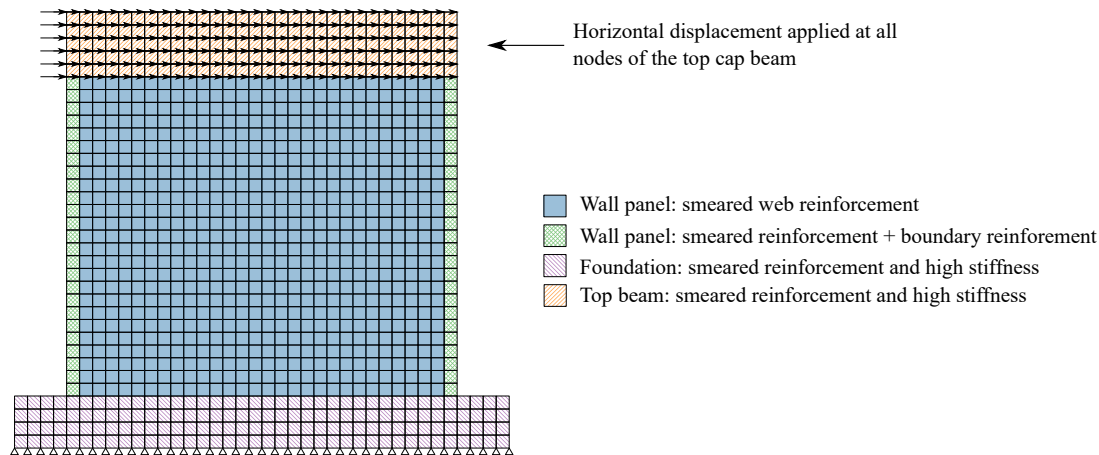 Horizontal displacement applied at all
nodes of the top cap beam
Wall panel: smeared web reinforcement
Wall panel: smeared reinforcement + boundary reinforement
Foundation: smeared reinforcement and high stiffness
Top beam: smeared reinforcement and high stiffness